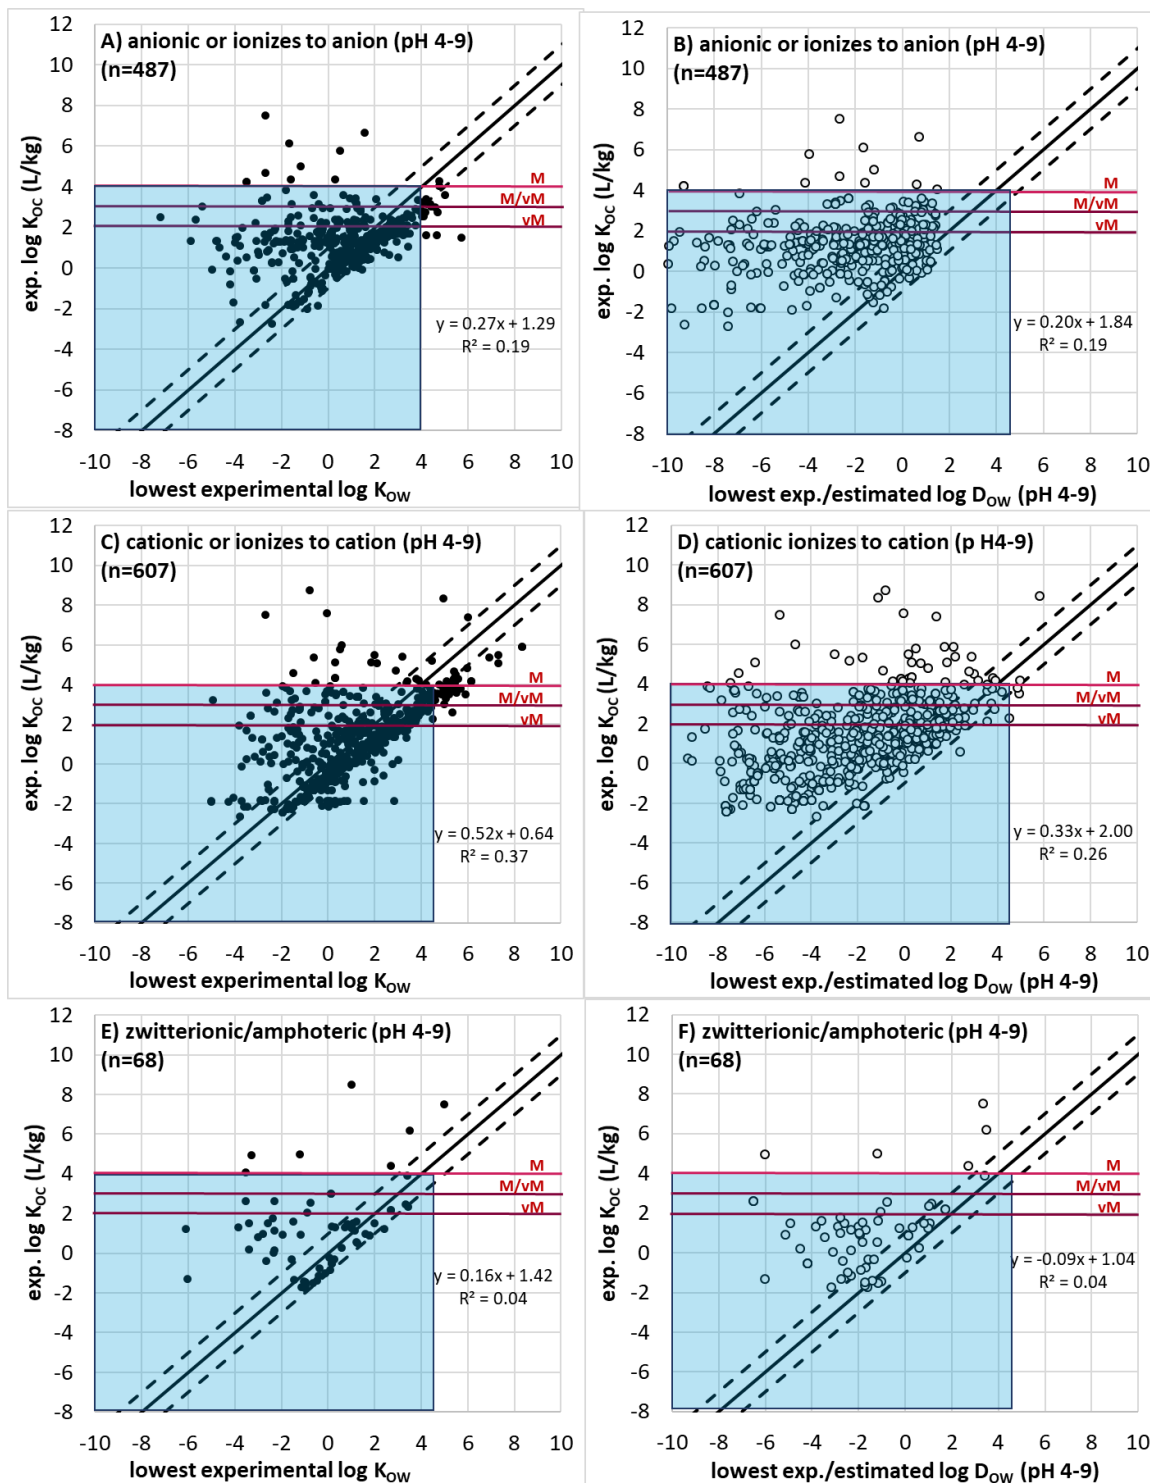 A) anionic or ionizes to anion (pH 4-9)
(n=487)
12
10
8
6
4
2
0
-2
-4
-6
-8
exp. log KOC (L/kg)
M
M/vM
vM
y = 0.27x + 1.29
R² = 0.19
-10 -8 -6 -4 -2 0 2 4 6 8 10
lowest experimental log KOW
B) anionic or ionizes to anion (pH 4-9)
(n=487)
12
10
8
6
4
2
0
-2
-4
-6
-8
exp. log KOC (L/kg)
M
M/vM
vM
y = 0.20x + 1.84
R² = 0.19
-10 -8 -6 -4 -2 0 2 4 6 8 10
lowest exp./estimated log DOW (pH 4-9)
C) cationic or ionizes to cation (pH 4-9)
(n=607)
12
10
8
6
4
2
0
-2
-4
-6
-8
exp. log KOC (L/kg)
M
M/vM
vM
y = 0.52x + 0.64
R² = 0.37
-10 -8 -6 -4 -2 0 2 4 6 8 10
lowest experimental log KOW
D) cationic ionizes to cation (p H4-9)
(n=607)
12
10
8
6
4
2
0
-2
-4
-6
-8
exp. log KOC (L/kg)
M
M/vM
vM
y = 0.33x + 2.00
R² = 0.26
-10 -8 -6 -4 -2 0 2 4 6 8 10
lowest exp./estimated log DOW (pH 4-9)
E) zwitterionic/amphoteric (pH 4-9)
(n=68)
12
10
8
6
4
2
0
-2
-4
-6
-8
exp. log KOC (L/kg)
M
M/vM
vM
y = 0.16x + 1.42
R² = 0.04
-10 -8 -6 -4 -2 0 2 4 6 8 10
lowest experimental log KOW
F) zwitterionic/amphoteric (pH 4-9)
(n=68)
12
10
8
6
4
2
0
-2
-4
-6
-8
exp. log KOC (L/kg)
M
M/vM
vM
y = -0.09x + 1.04
R² = 0.04
-10 -8 -6 -4 -2 0 2 4 6 8 10
lowest exp./estimated log DOW (pH 4-9)